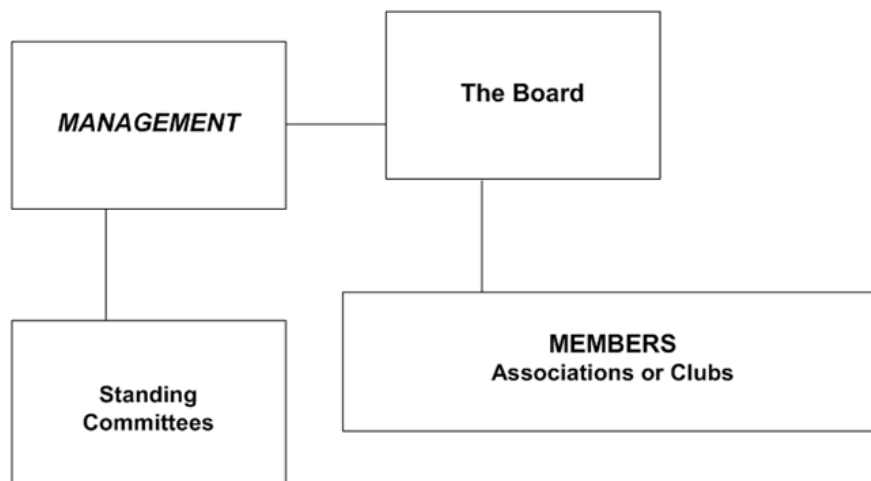 MANAGEMENT
The Board
Standing
Committees
MEMBERS
Associations or Clubs